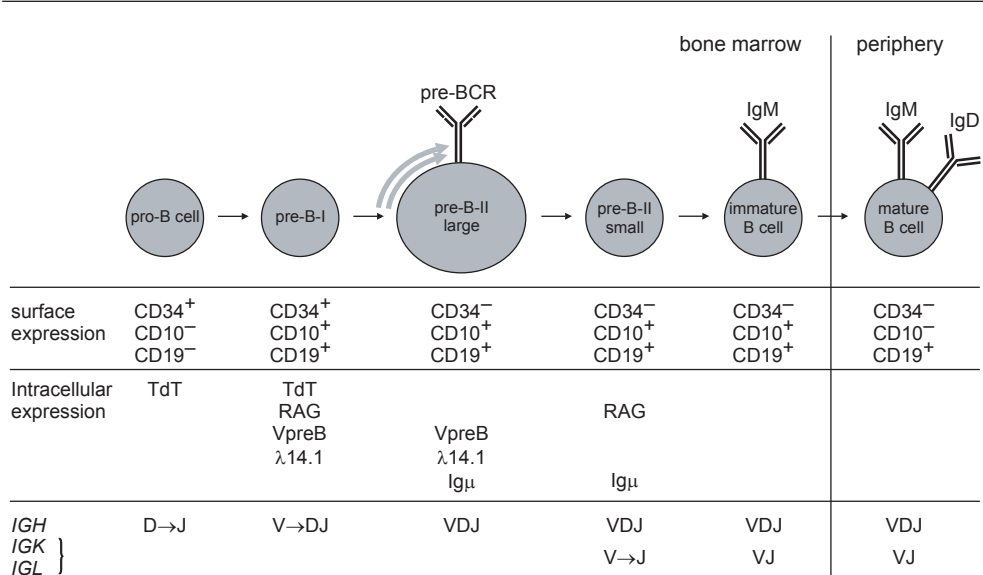 bone marrow periphery
pre-BCR
IgM IgM IgD
pro-B cell pre-B-I pre-B-II large pre-B-II small immature B cell mature B cell
surface CD34+ CD34+ CD34– CD34– CD34– CD34–
expression CD10– CD10+ CD10+ CD10+ CD10+ CD10–
CD19– CD19+ CD19+ CD19+ CD19+ CD19+
Intracellular TdT TdT
expression RAG RAG
VpreB VpreB
λ14.1 λ14.1
Igμ Igμ
IGH D→J V→DJ VDJ VDJ VDJ VDJ
IGK } V→J VJ VJ
IGL